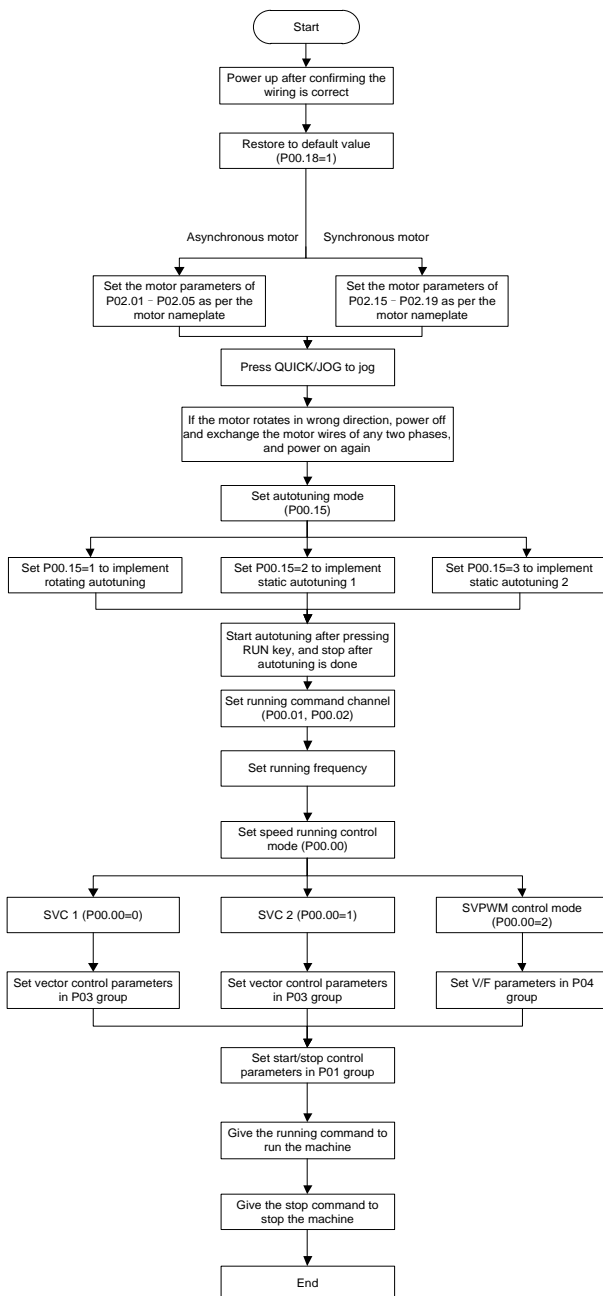 Start
Power up after confirming the
wiring is correct
Restore to default value
(P00.18=1)
Asynchronous motor
Synchronous motor
Set the motor parameters of
P02.01–P02.05 as per the
motor nameplate
Set the motor parameters of
P02.15–P02.19 as per the
motor nameplate
Press QUICK/JOG to jog
If the motor rotates in wrong direction, power off
and exchange the motor wires of any two phases,
and power on again
Set autotuning mode
(P00.15)
Set P00.15=1 to implement
rotating autotuning
Set P00.15=2 to implement
static autotuning 1
Set P00.15=3 to implement
static autotuning 2
Start autotuning after pressing
RUN key, and stop after
autotuning is done
Set running command channel
(P00.01, P00.02)
Set running frequency
Set speed running control
mode (P00.00)
SVC 1 (P00.00=0)
SVC 2 (P00.00=1)
SVPWM control mode
(P00.00=2)
Set vector control parameters
in P03 group
Set vector control parameters
in P03 group
Set V/F parameters in P04
group
Set start/stop control
parameters in P01 group
Give the running command to
run the machine
Give the stop command to
stop the machine
End